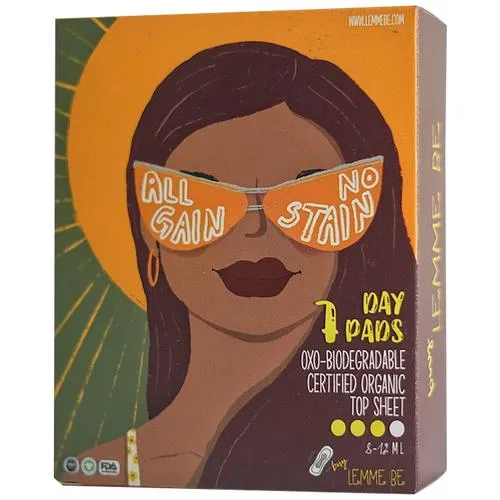 WWW.LEMMEBE.COM
ALL
GAIN
NO
STAIN
7 DAY
PADS
OXO-BIODEGRADABLE
CERTIFIED ORGANIC
TOP SHEET
8-12 ML
buy LEMME BE
FDA
buy LEMME BE